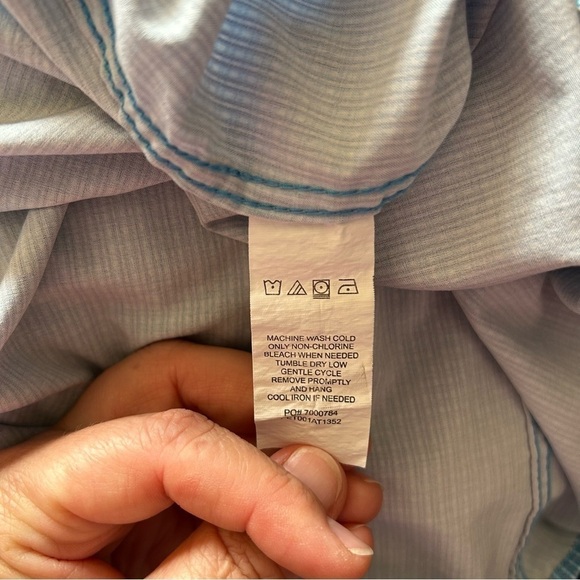 MACHINE WASH COLD
ONLY NON-CHLORINE
BLEACH WHEN NEEDED
TUMBLE DRY LOW
GENTLE CYCLE
REMOVE PROMPTLY
AND HANG
COOL IRON IF NEEDED
PO# 7000784